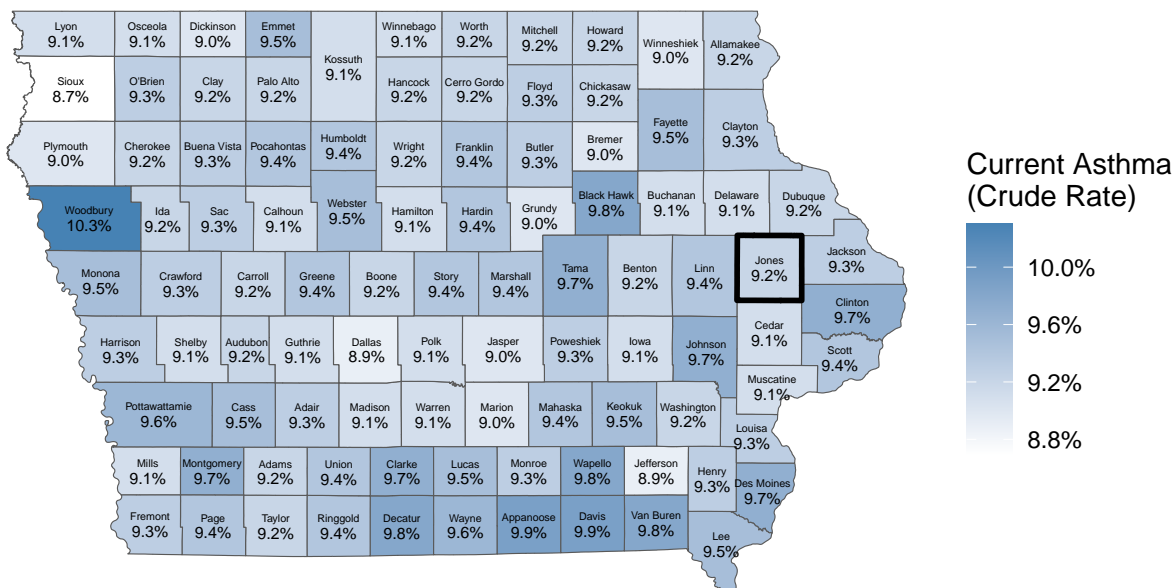 Lyon
9.1%
Osceola
9.1%
Dickinson
9.0%
Emmet
9.5%
Kossuth
9.1%
Winnebago
9.1%
Worth
9.2%
Mitchell
9.2%
Howard
9.2%
Winneshiek
9.0%
Allamakee
9.2%
Sioux
8.7%
O'Brien
9.3%
Clay
9.2%
Palo Alto
9.2%
Hancock
9.2%
Cerro Gordo
9.2%
Floyd
9.3%
Chickasaw
9.2%
Fayette
9.5%
Clayton
9.3%
Plymouth
9.0%
Cherokee
9.2%
Buena Vista
9.3%
Pocahontas
9.4%
Humboldt
9.4%
Wright
9.2%
Franklin
9.4%
Butler
9.3%
Bremer
9.0%
Woodbury
10.3%
Ida
9.2%
Sac
9.3%
Calhoun
9.1%
Webster
9.5%
Hamilton
9.1%
Hardin
9.4%
Grundy
9.0%
Black Hawk
9.8%
Buchanan
9.1%
Delaware
9.1%
Dubuque
9.2%
Monona
9.5%
Crawford
9.3%
Carroll
9.2%
Greene
9.4%
Boone
9.2%
Story
9.4%
Marshall
9.4%
Tama
9.7%
Benton
9.2%
Linn
9.4%
Jones
9.2%
Jackson
9.3%
Clinton
9.7%
Harrison
9.3%
Shelby
9.1%
Audubon
9.2%
Guthrie
9.1%
Dallas
8.9%
Polk
9.1%
Jasper
9.0%
Poweshiek
9.3%
Iowa
9.1%
Johnson
9.7%
Cedar
9.1%
Scott
9.4%
Muscatine
9.1%
Pottawattamie
9.6%
Cass
9.5%
Adair
9.3%
Madison
9.1%
Warren
9.1%
Marion
9.0%
Mahaska
9.4%
Keokuk
9.5%
Washington
9.2%
Louisa
9.3%
Mills
9.1%
Montgomery
9.7%
Adams
9.2%
Union
9.4%
Clarke
9.7%
Lucas
9.5%
Monroe
9.3%
Wapello
9.8%
Jefferson
8.9%
Henry
9.3%
Des Moines
9.7%
Fremont
9.3%
Page
9.4%
Taylor
9.2%
Ringgold
9.4%
Decatur
9.8%
Wayne
9.6%
Appanoose
9.9%
Davis
9.9%
Van Buren
9.8%
Lee
9.5%
Current Asthma
(Crude Rate)
10.0%
9.6%
9.2%
8.8%